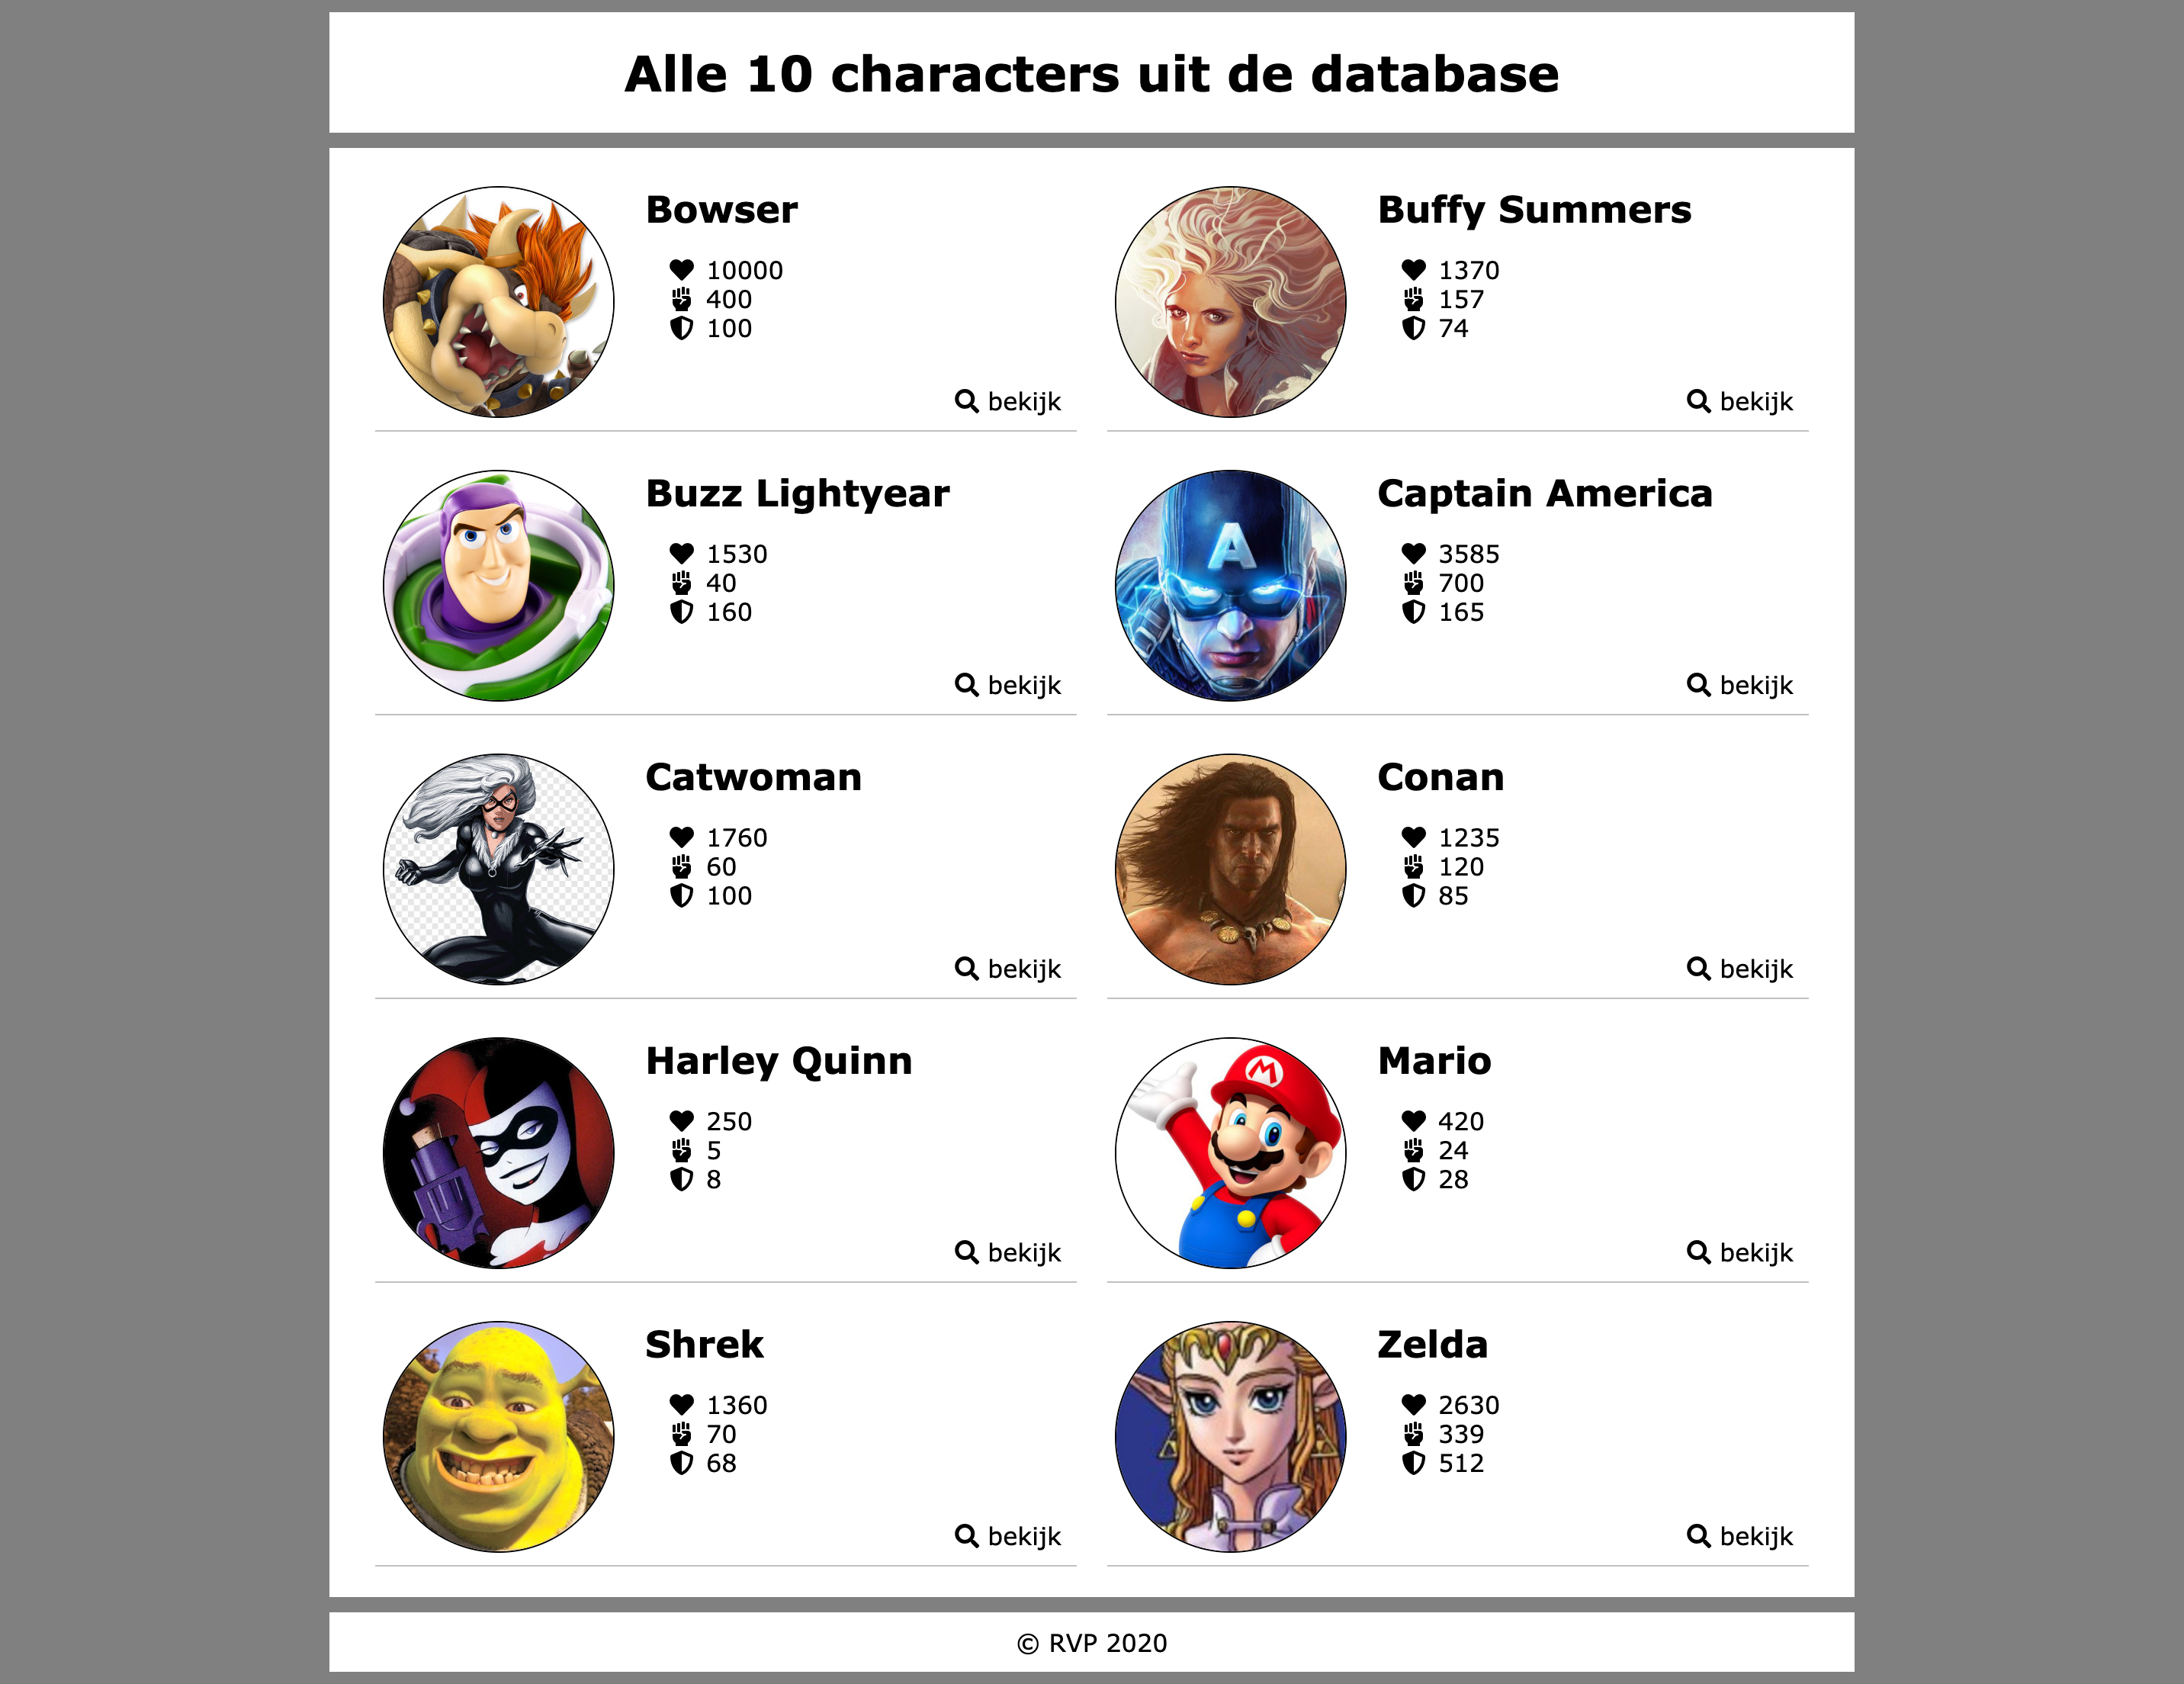 Alle 10 characters uit de database
Bowser
10000
400
100
bekijk
Buffy Summers
1370
157
74
bekijk
Buzz Lightyear
1530
40
160
bekijk
Captain America
A
3585
700
165
bekijk
Catwoman
1760
60
100
bekijk
Conan
1235
120
85
bekijk
Harley Quinn
250
5
8
bekijk
Mario
M
420
24
28
bekijk
Shrek
1360
70
68
bekijk
Zelda
2630
339
512
bekijk
© RVP 2020